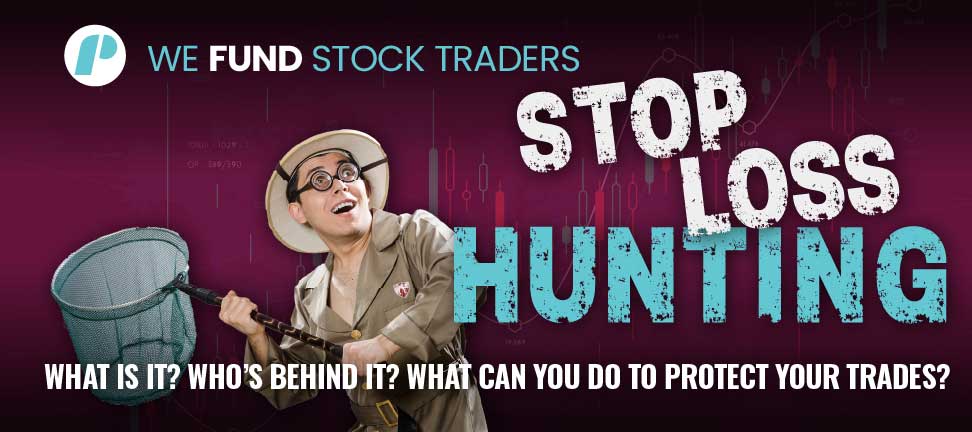 WE FUND STOCK TRADERS
STOP
LOSS
HUNTING
WHAT IS IT? WHO'S BEHIND IT? WHAT CAN YOU DO TO PROTECT YOUR TRADES?